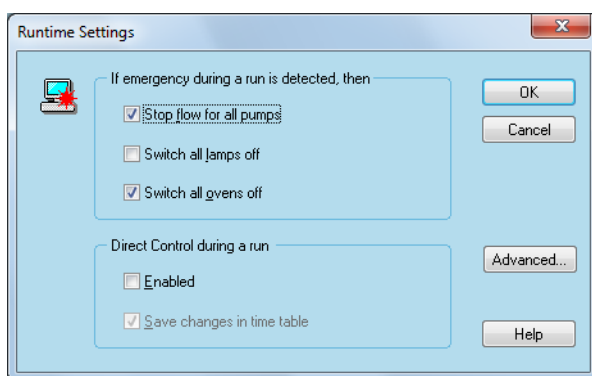 Runtime Settings
If emergency during a run is detected, then
Stop flow for all pumps
Switch all lamps off
Switch all ovens off
OK
Cancel
Direct Control during a run
Enabled
Save changes in time table
Advanced...
Help